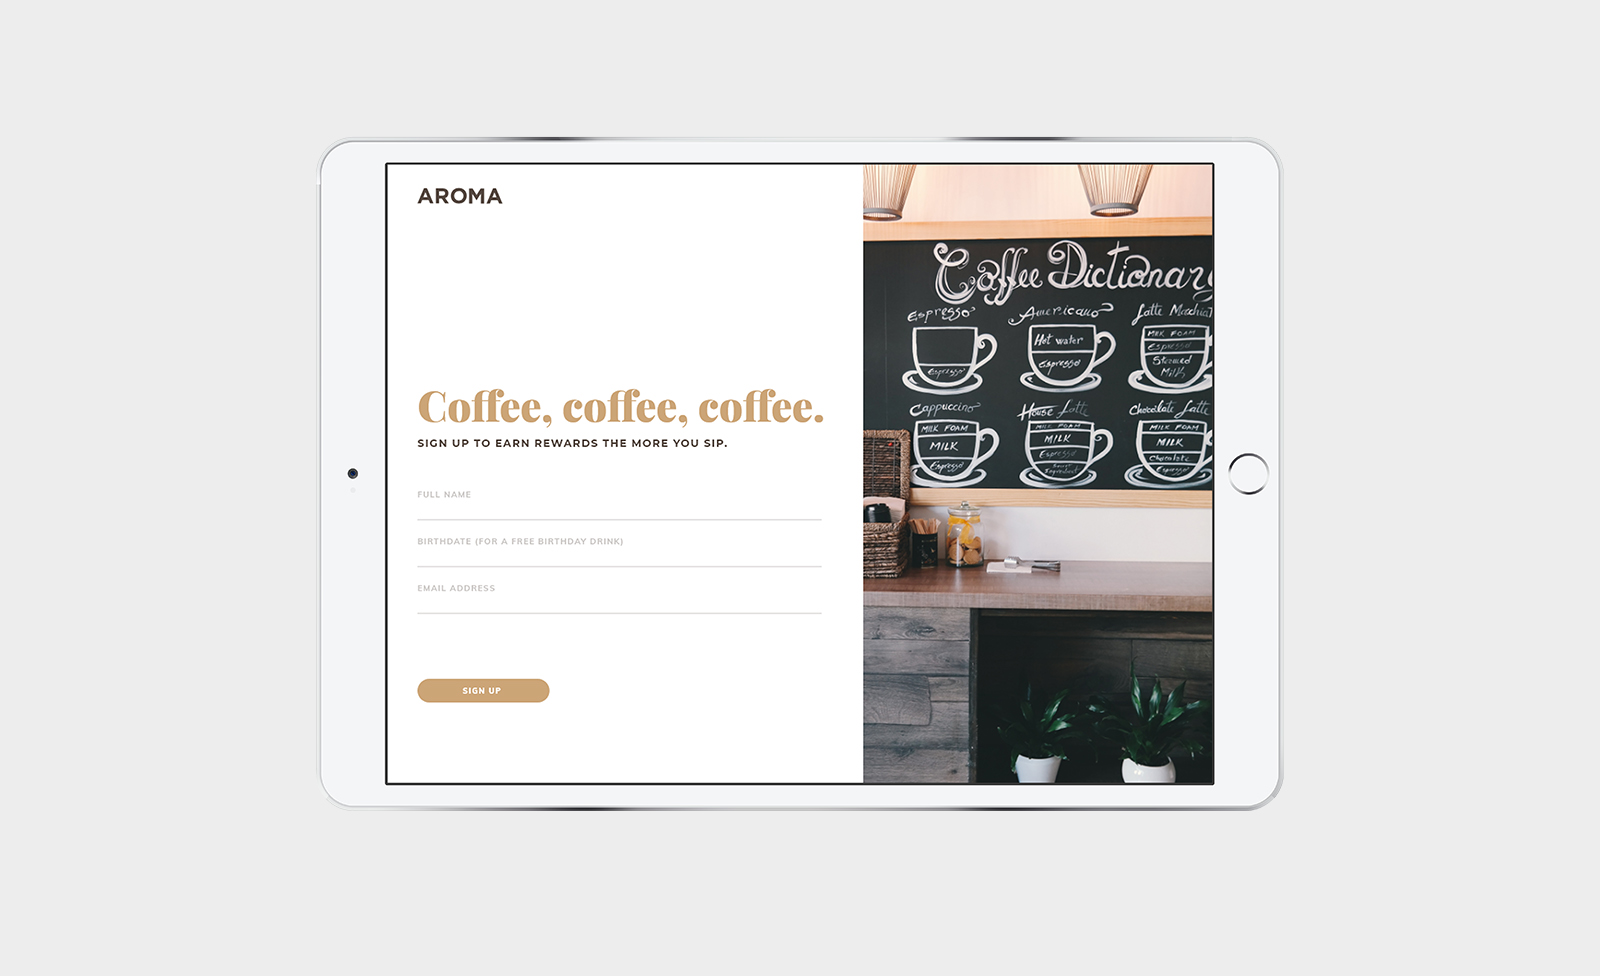 AROMA
Coffee, coffee, coffee.
SIGN UP TO EARN REWARDS THE MORE YOU SIP.
FULL NAME
BIRTHDATE (FOR A FREE BIRTHDAY DRINK)
EMAIL ADDRESS
SIGN UP
Coffee Dictionary
Espresso Americano Latte
Espresso
Hot water
Espresso
MILK FOAM
Espresso
Steamed
Milk
Cappuccino House Latte Chocolate Latte
MILK FOAM
MILK
Espresso
MILK FOAM
MILK
Espresso
Secret
Ingredient
MILK FOAM
MILK
Chocolate
Espresso